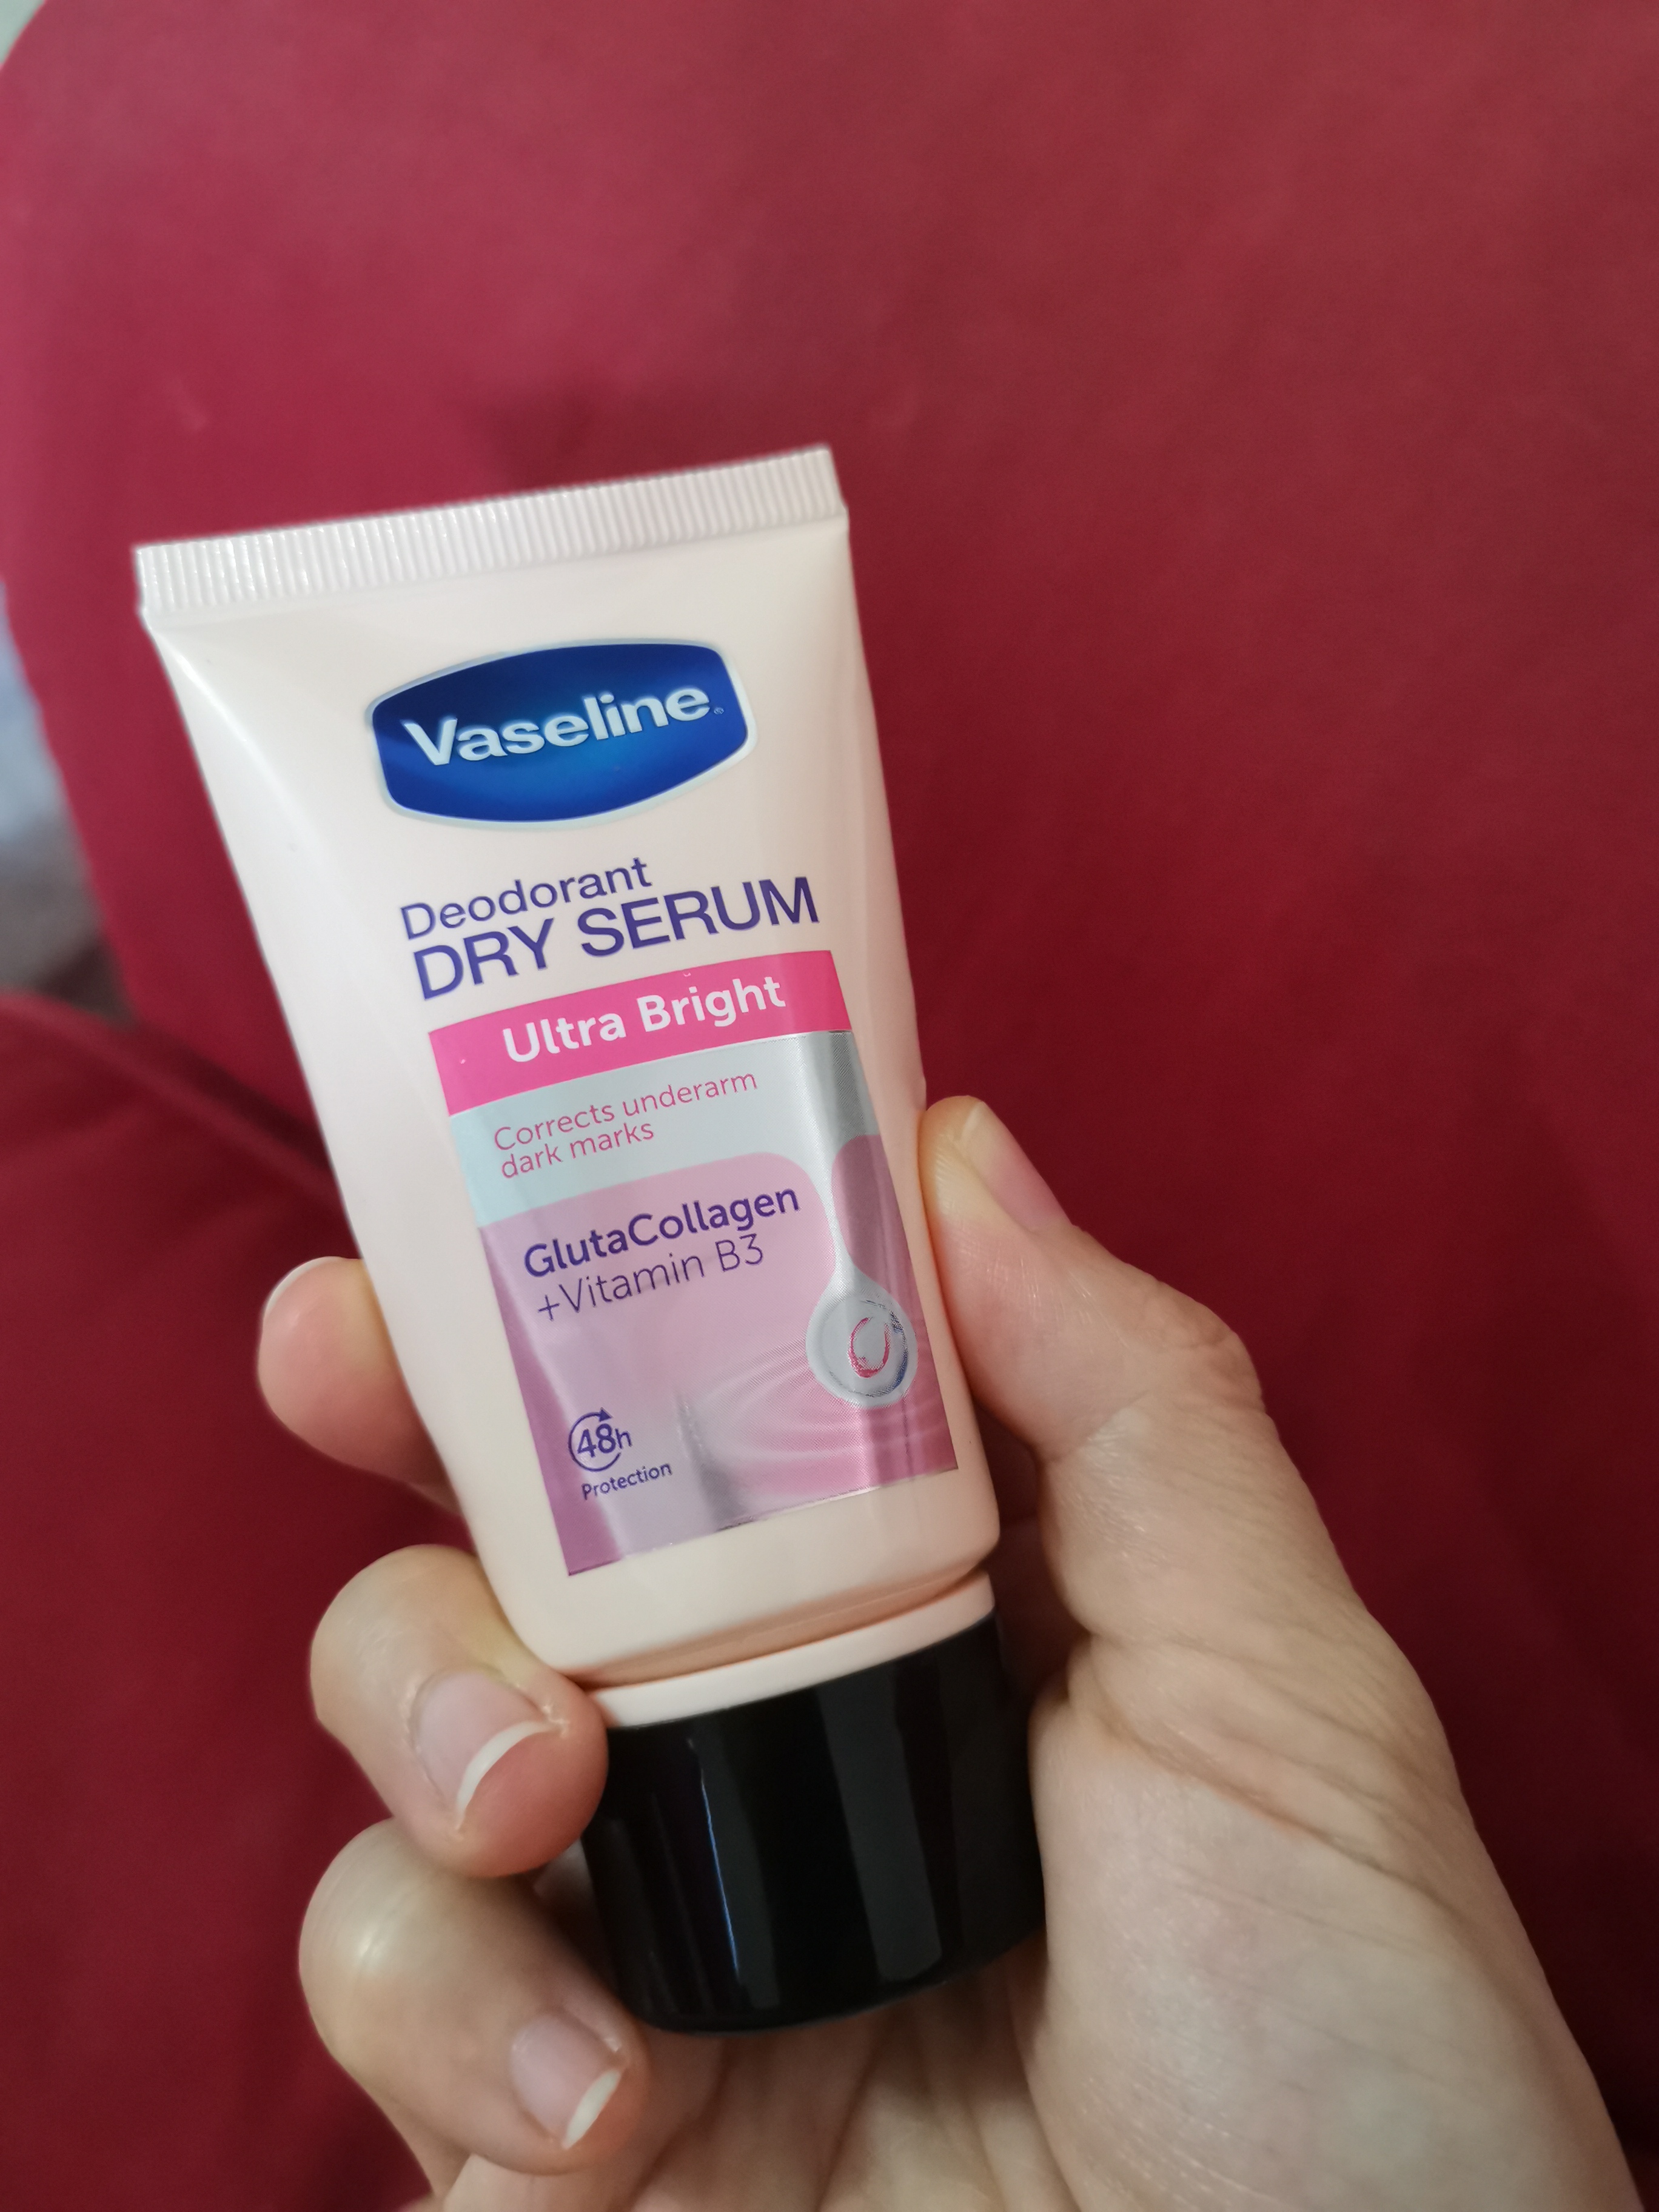 Vaseline®
Deodorant
DRY SERUM
Ultra Bright
Corrects underarm
dark marks
GlutaCollagen
+Vitamin B3
48h
Protection